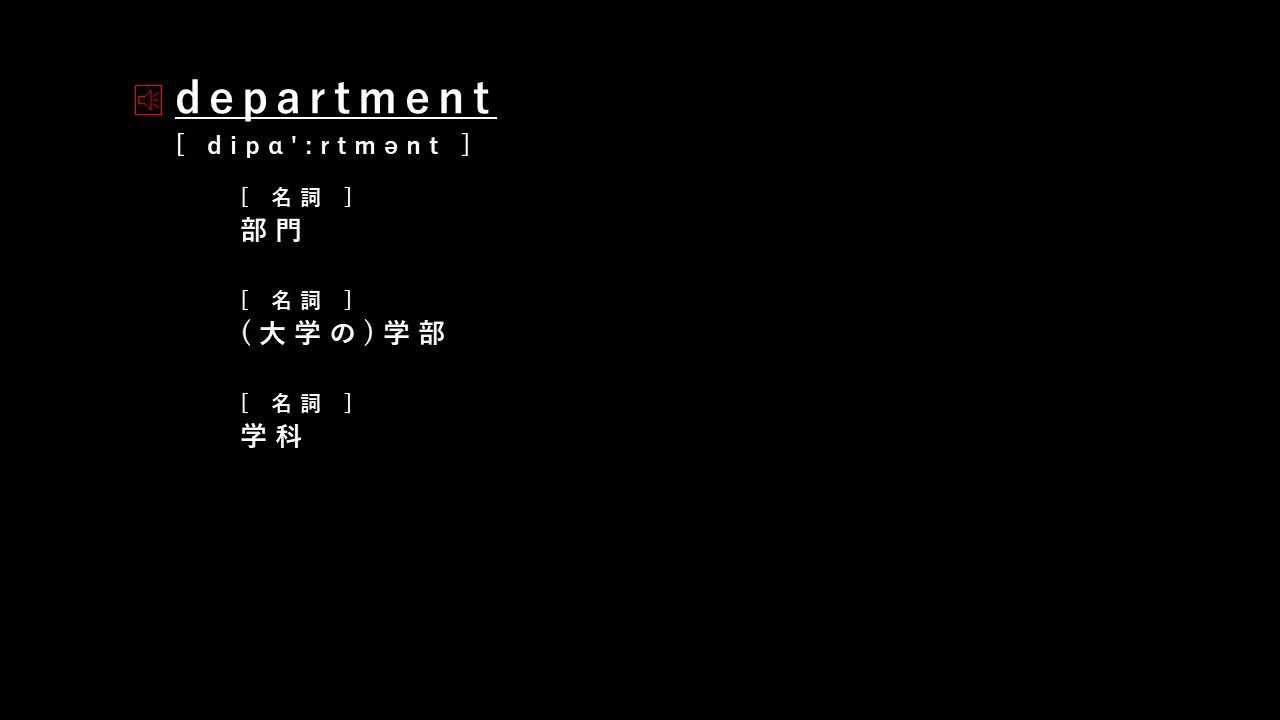 department
[ dipɑ':rtmənt ]
[ 名詞 ]
部門
[ 名詞 ]
(大学の)学部
[ 名詞 ]
学科